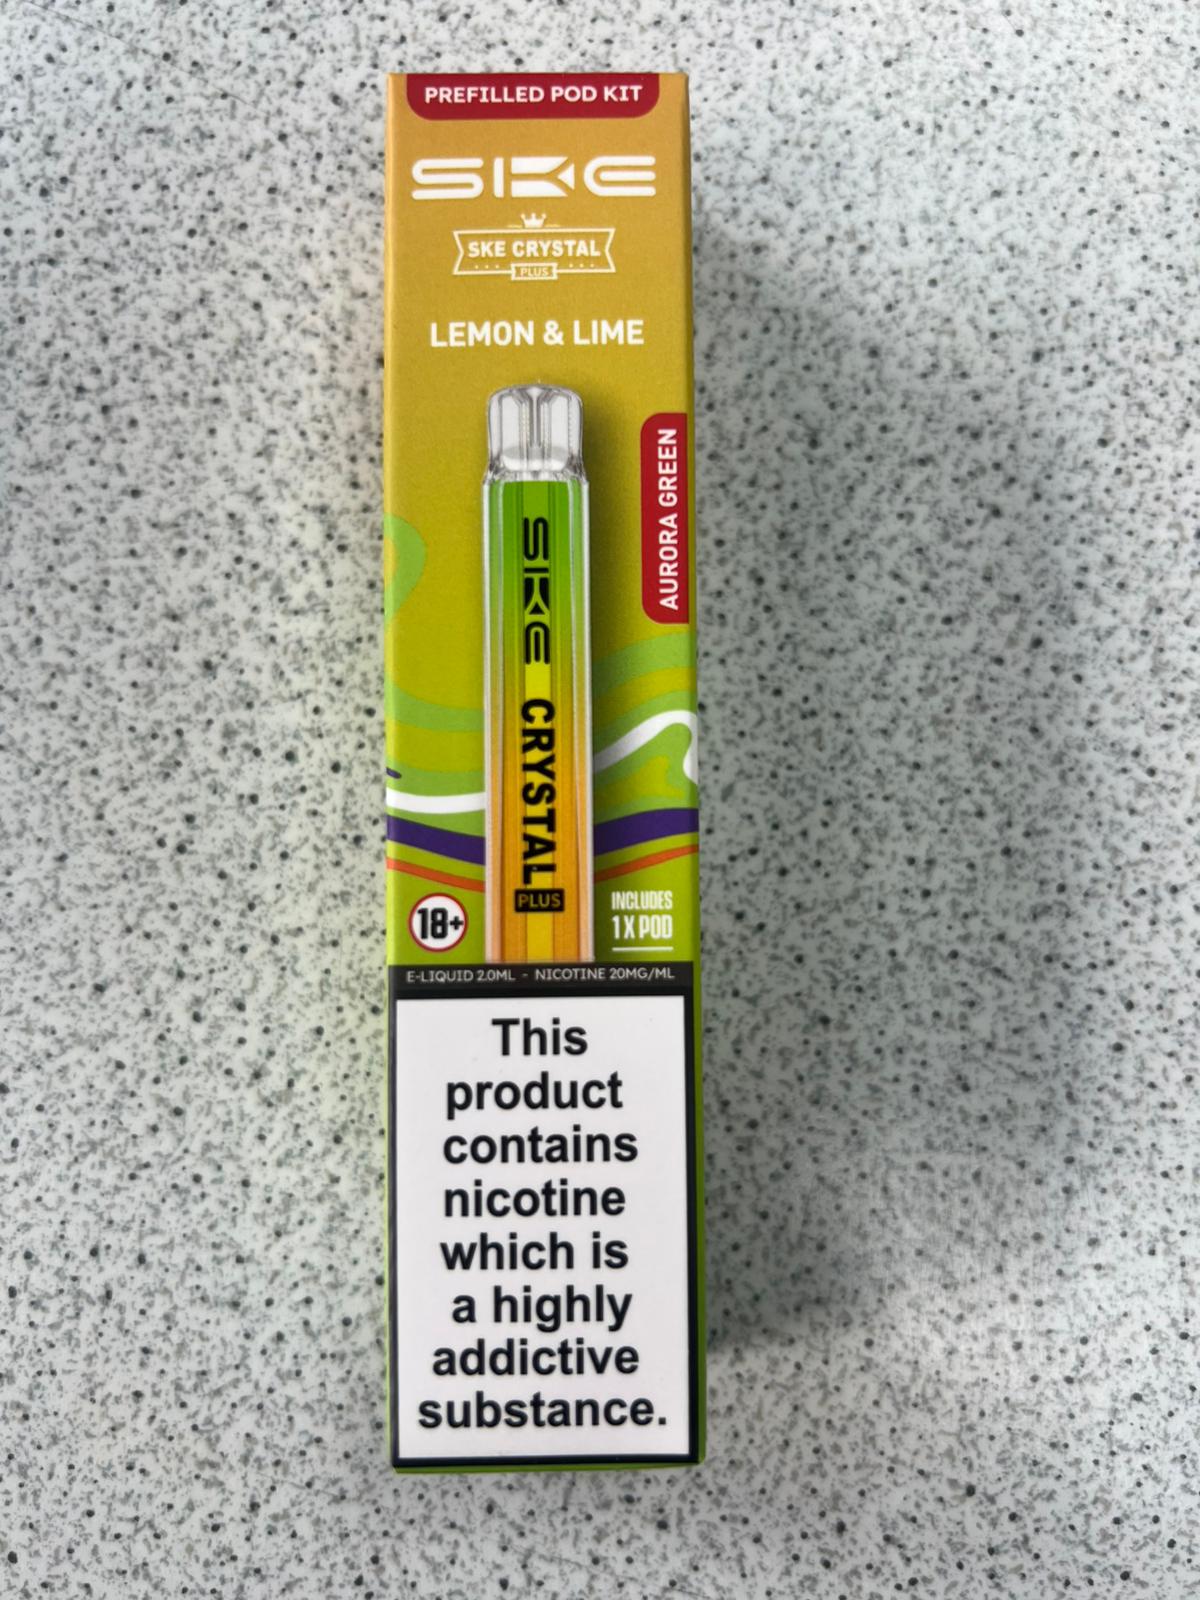 PREFILLED POD KIT
SKE
SKE CRYSTAL
PLUS
LEMON & LIME
AURORA GREEN
SKE CRYSTAL
PLUS
18+
INCLUDES
1 X POD
E-LIQUID 2.0ML - NICOTINE 20MG/ML
This
product
contains
nicotine
which is
a highly
addictive
substance.